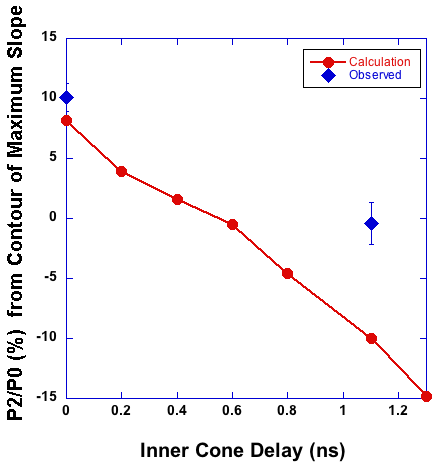 P2/P0 (%) from Contour of Maximum Slope
15
10
5
0
-5
-10
-15
Calculation
Observed
0 0.2 0.4 0.6 0.8 1 1.2
Inner Cone Delay (ns)